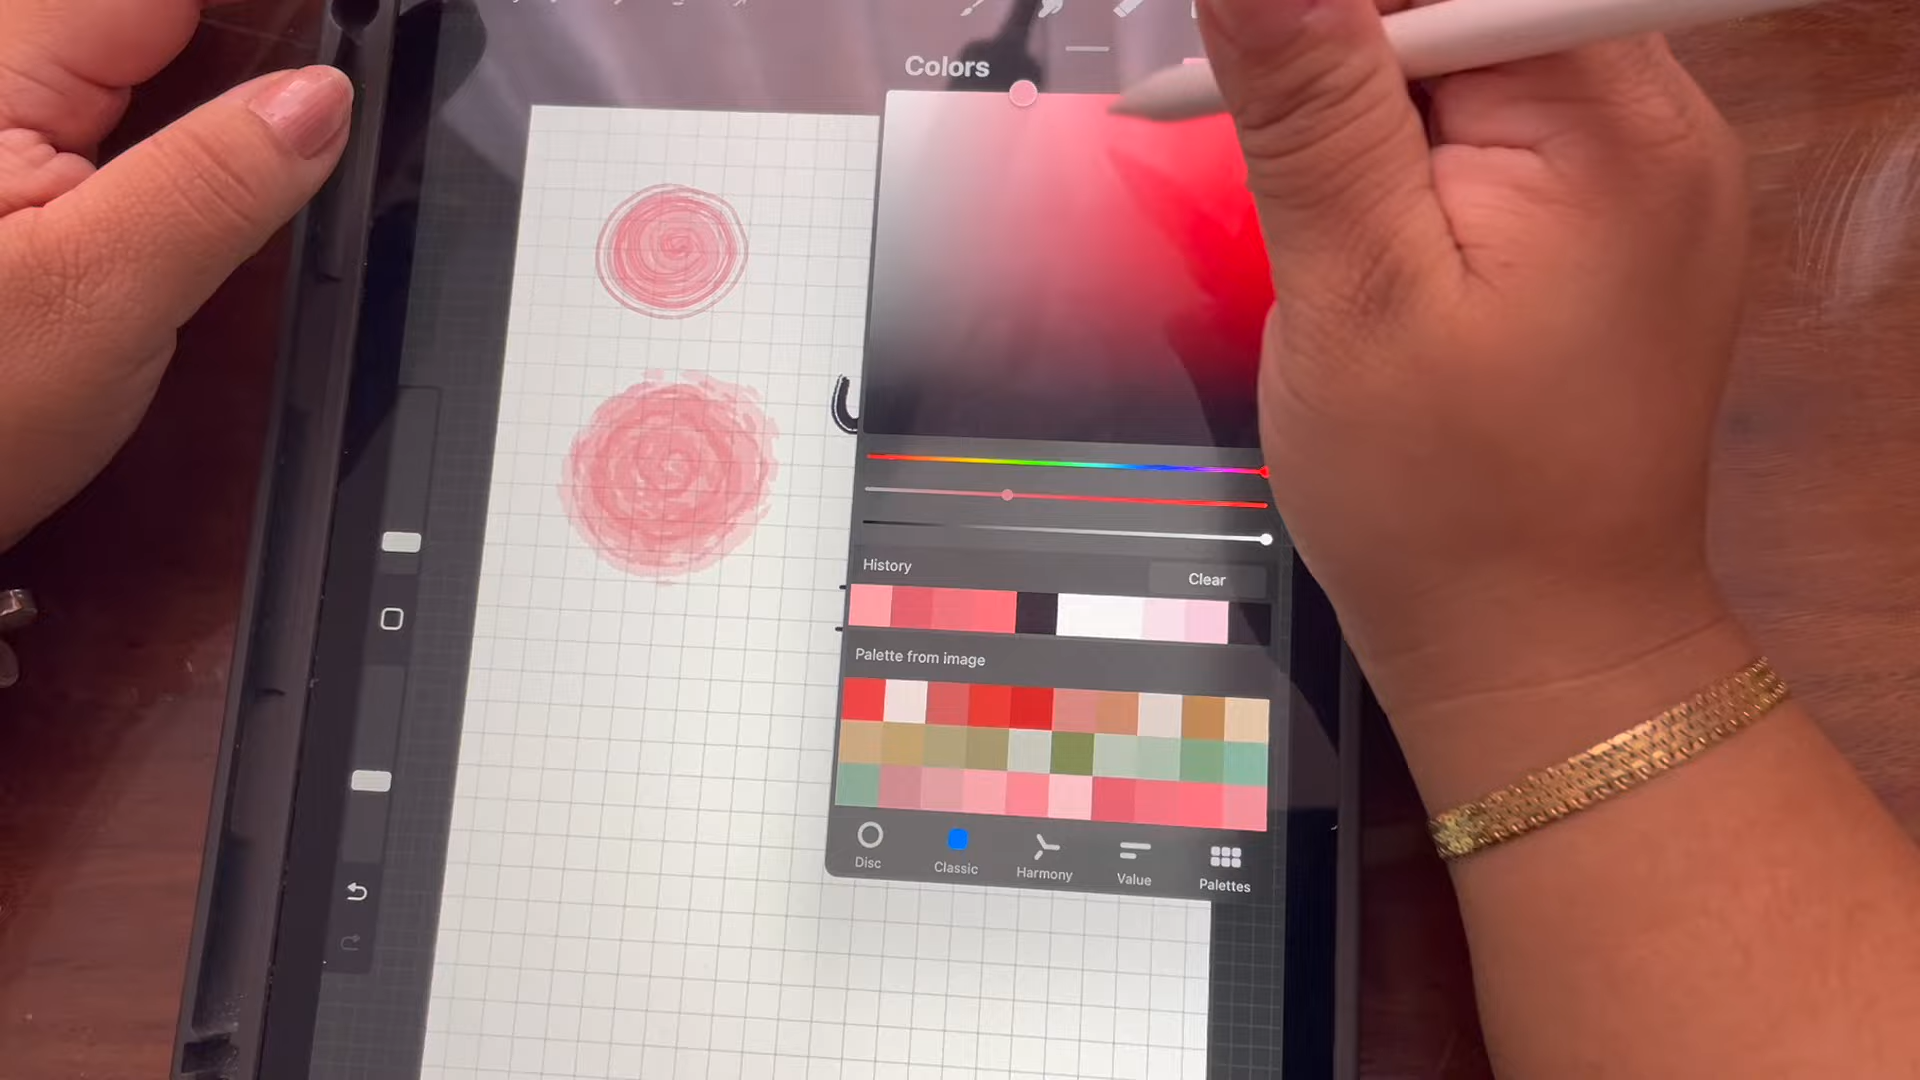 Colors
History
Clear
Palette from image
Disc
Classic
Harmony
Value
Palettes